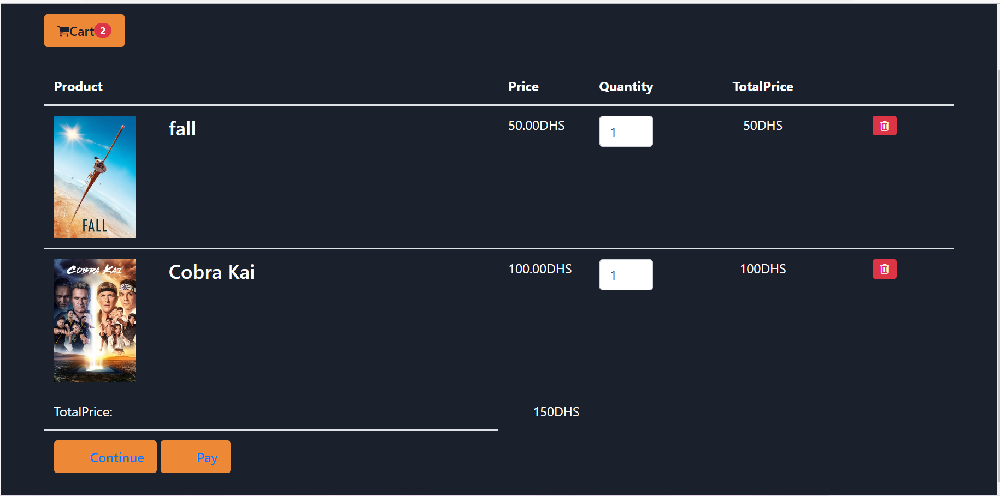 Cart 2
Product Price Quantity TotalPrice
fall 50.00DHS 1 50DHS
FALL
COBRA KAI
Cobra Kai 100.00DHS 1 100DHS
TotalPrice: 150DHS
Continue Pay